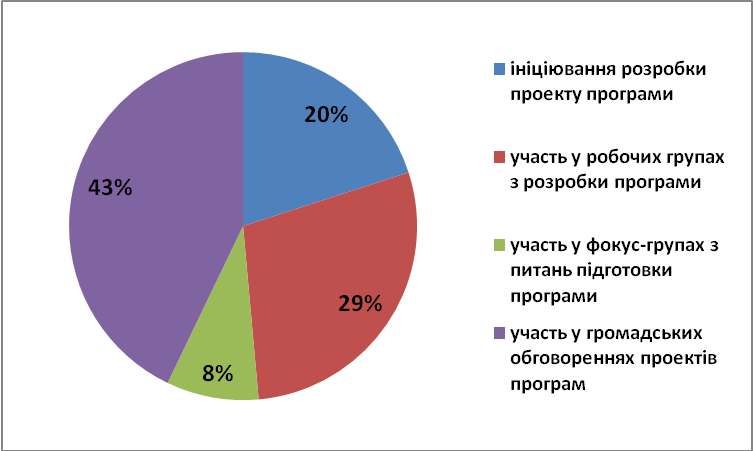 20%
29%
8%
43%
ініціювання розробки
проекту програми
участь у робочих групах
з розробки програми
участь у фокус-групах з
питань підготовки
програми
участь у громадських
обговореннях проектів
програм